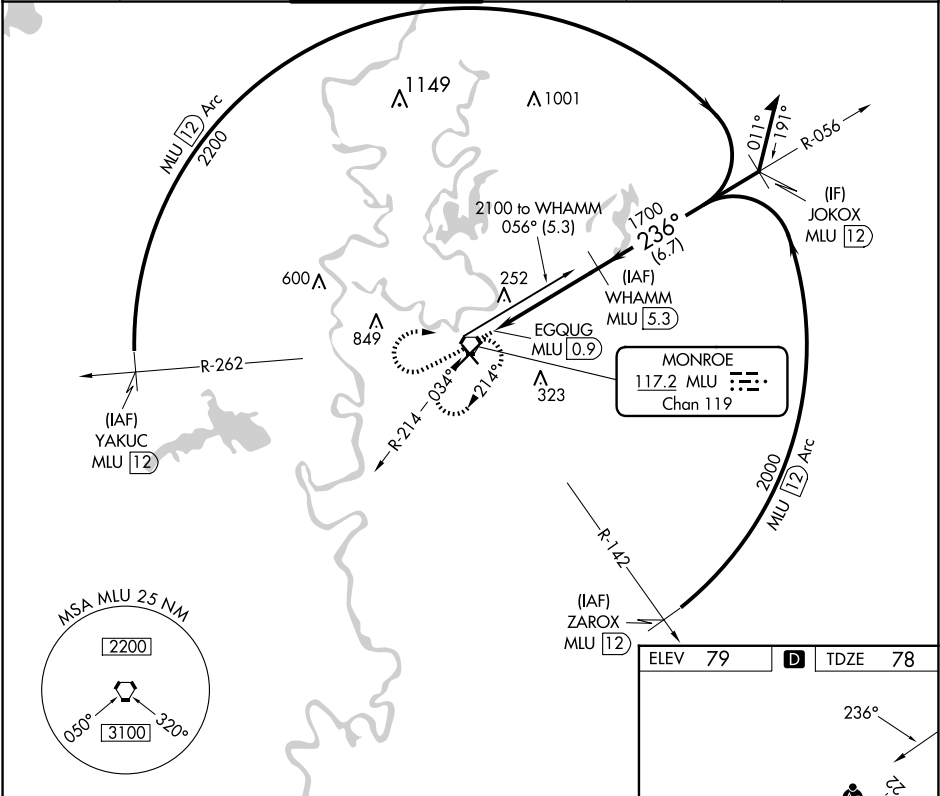 1149
1001
MLU 12 Arc
2200
011°
191°
R-056
(IF)
JOKOX
MLU 12
2100 to WHAMM
056° (5.3)
1700
236°
(6.7)
(IAF)
WHAMM
MLU 5.3
600
252
849
EGQUG
MLU 0.9
MONROE
117.2 MLU
Chan 119
323
R-262
(IAF)
YAKUC
MLU 12
R-214
034°
214°
2000
MLU 12 Arc
R-142
(IAF)
ZAROX
MLU 12
MSA MLU 25 NM
2200
050°
320°
3100
ELEV 79
D
TDZE 78
236°
22